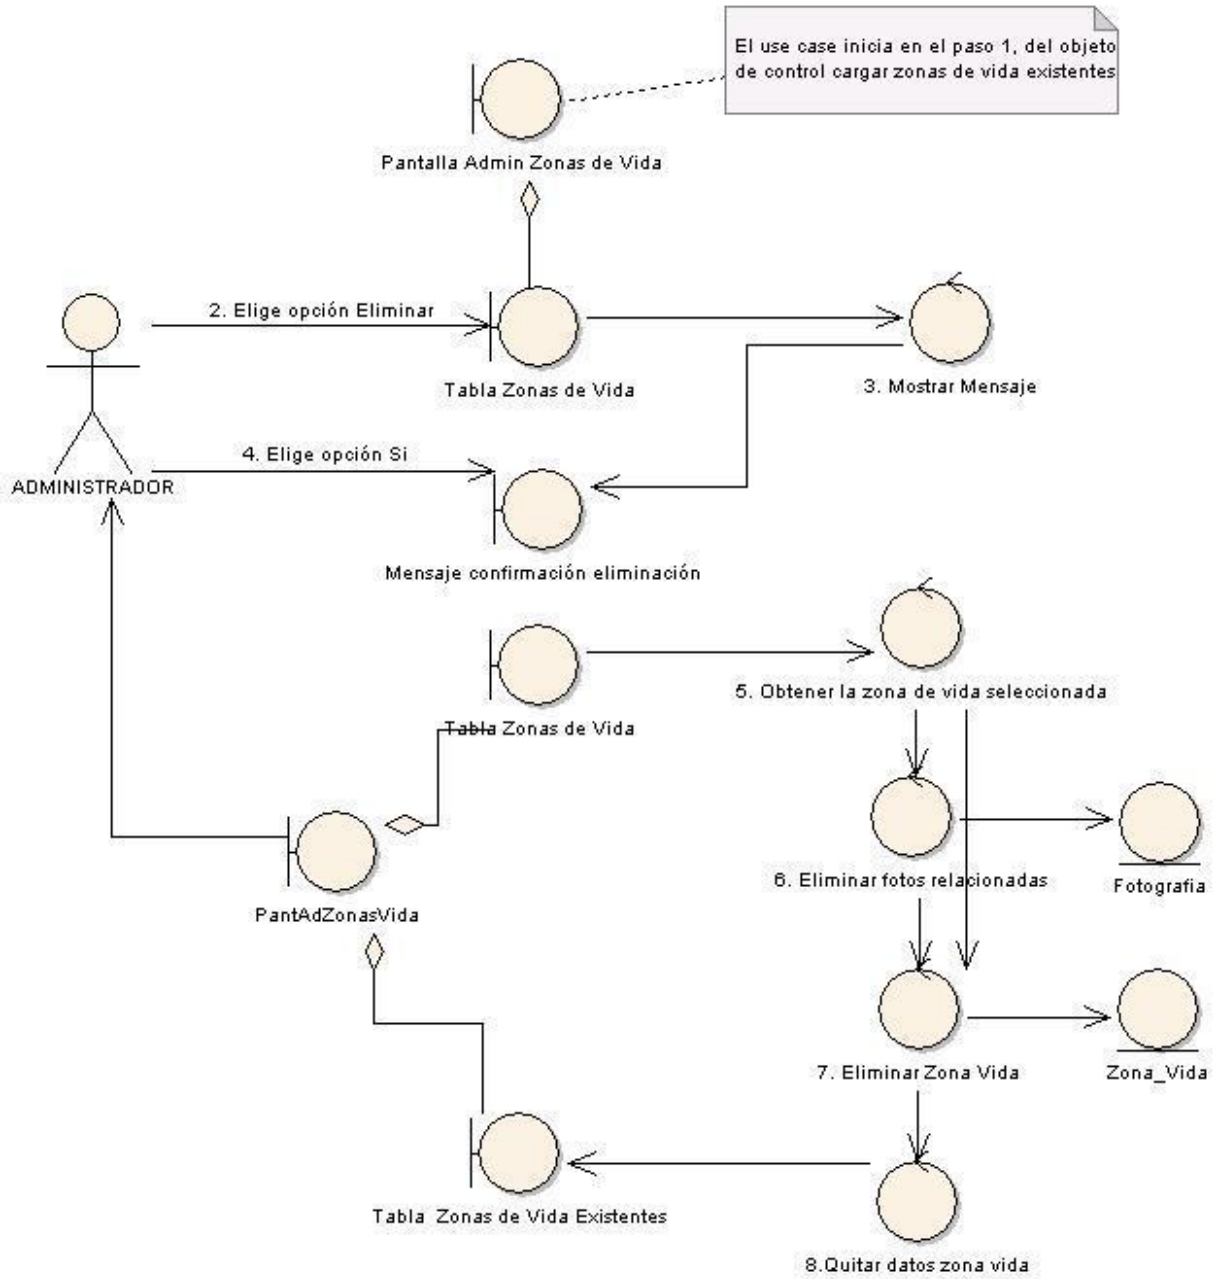 El use case inicia en el paso 1, del objeto
de control cargar zonas de vida existentes
Pantalla Admin Zonas de Vida
2. Elige opción Eliminar
Tabla Zonas de Vida
3. Mostrar Mensaje
4. Elige opción Si
ADMINISTRADOR
Mensaje confirmación eliminación
5. Obtener la zona de vida seleccionada
Tabla Zonas de Vida
6. Eliminar fotos relacionadas
Fotografia
PantAdZonasVida
7. Eliminar Zona Vida
Zona_Vida
Tabla Zonas de Vida Existentes
8.Quitar datos zona vida